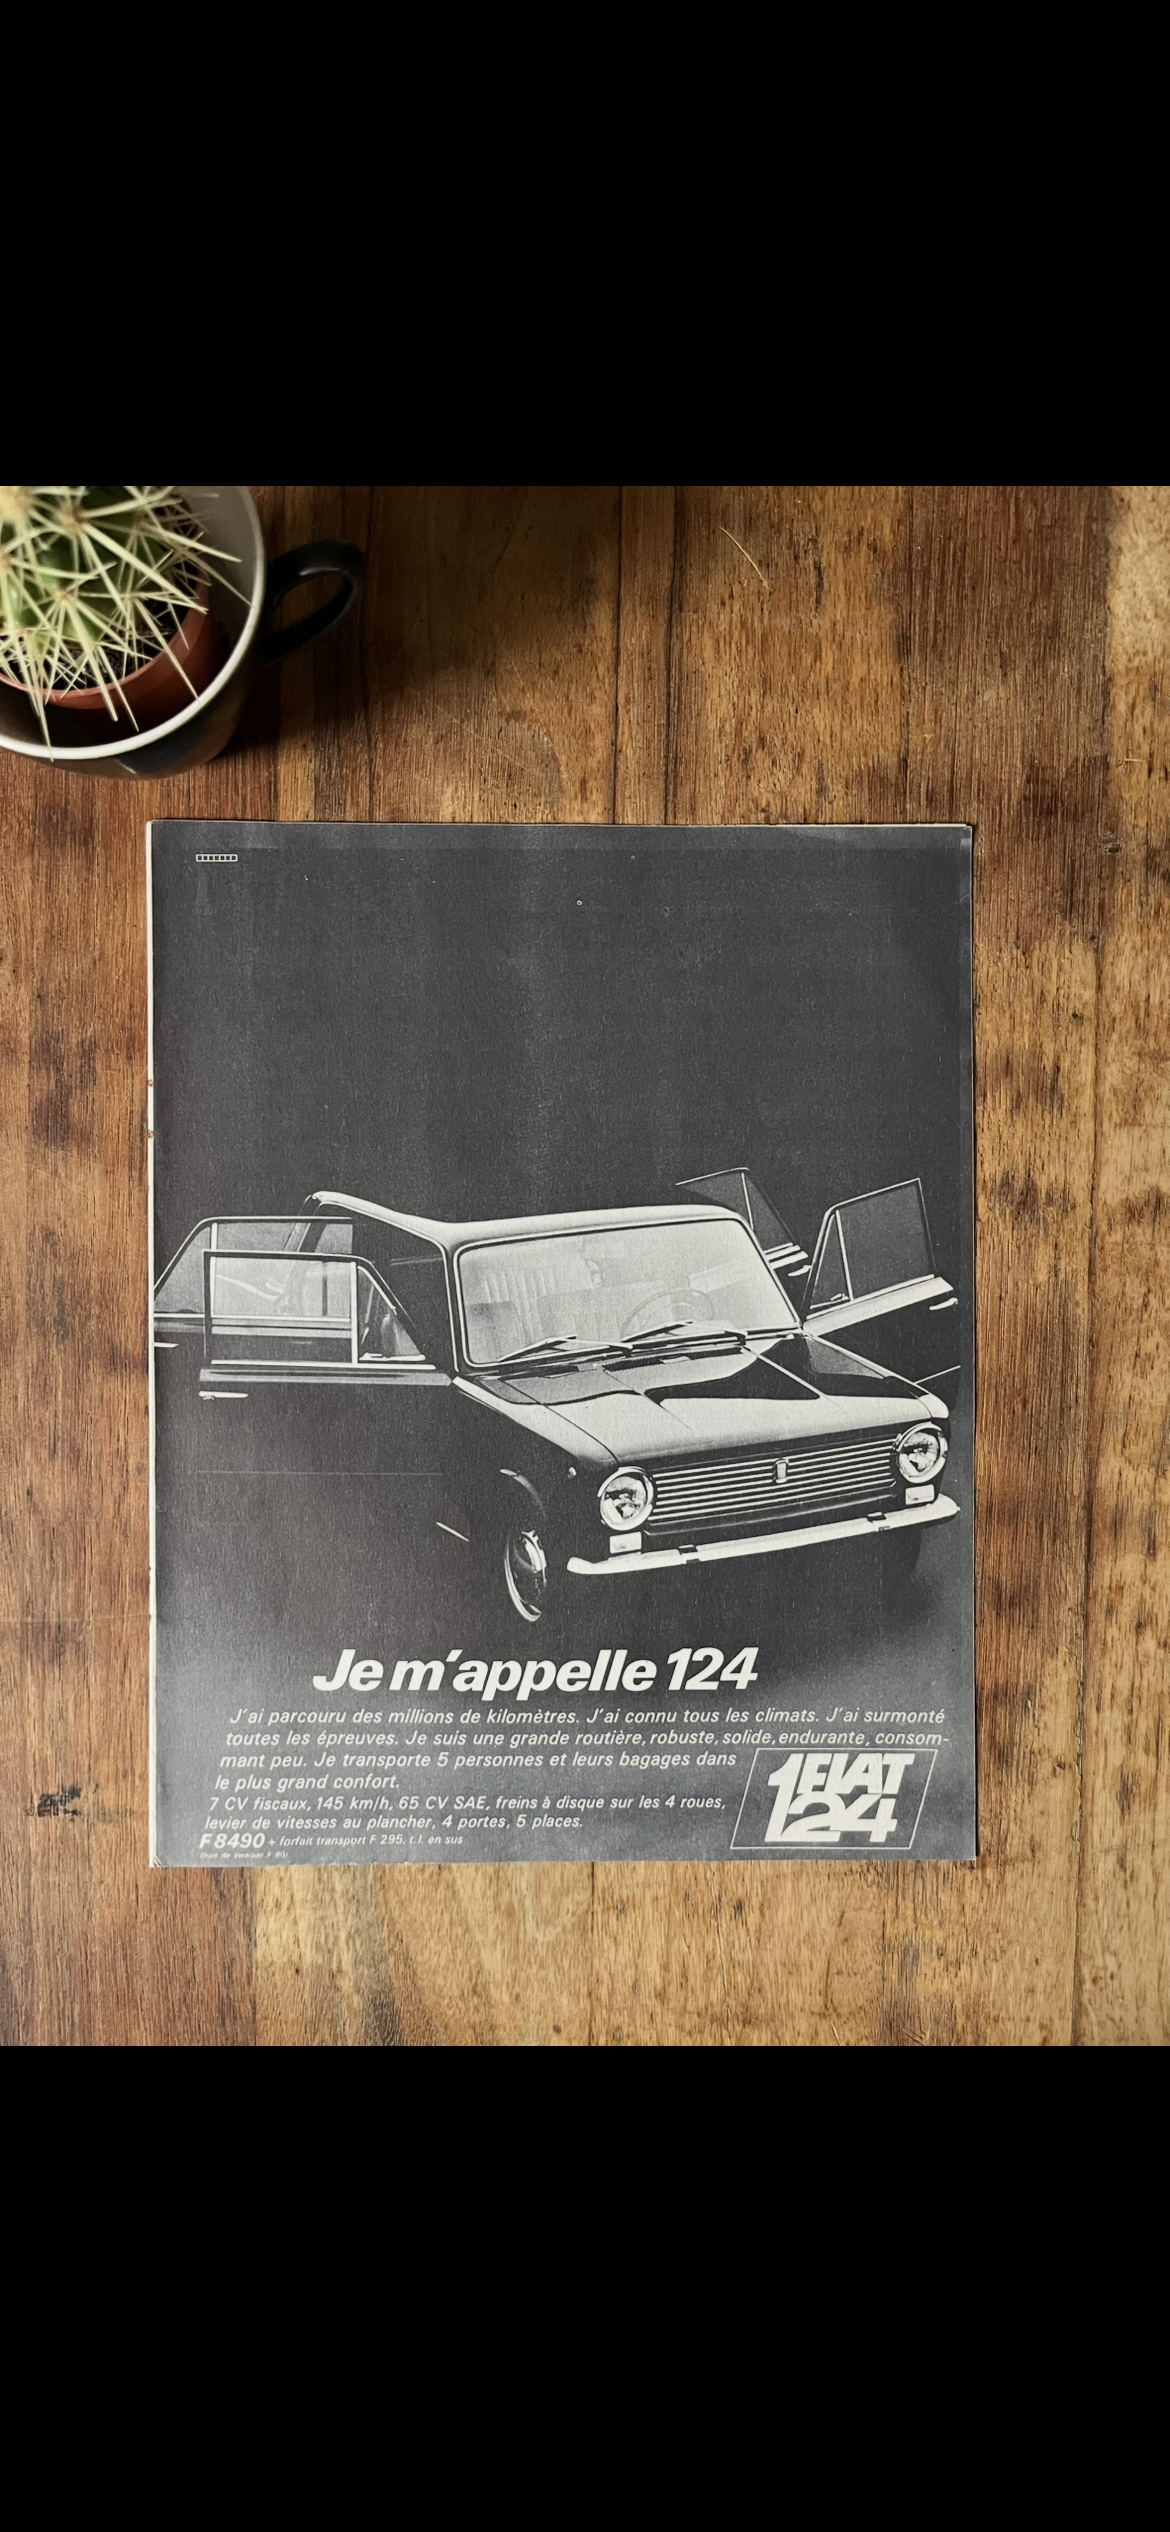 Je m'appelle 124
J'ai parcouru des millions de kilomètres. J'ai connu tous les climats. J'ai surmonté
toutes les épreuves. Je suis une grande routière, robuste, solide, endurante, consom-
mant peu. Je transporte 5 personnes et leurs bagages dans
le plus grand confort.
7 CV fiscaux, 145 km/h, 65 CV SAE, freins à disque sur les 4 roues,
levier de vitesses au plancher, 4 portes, 5 places.
F 8490 + forfait transport F 295. t.l. en sus
FIAT
124